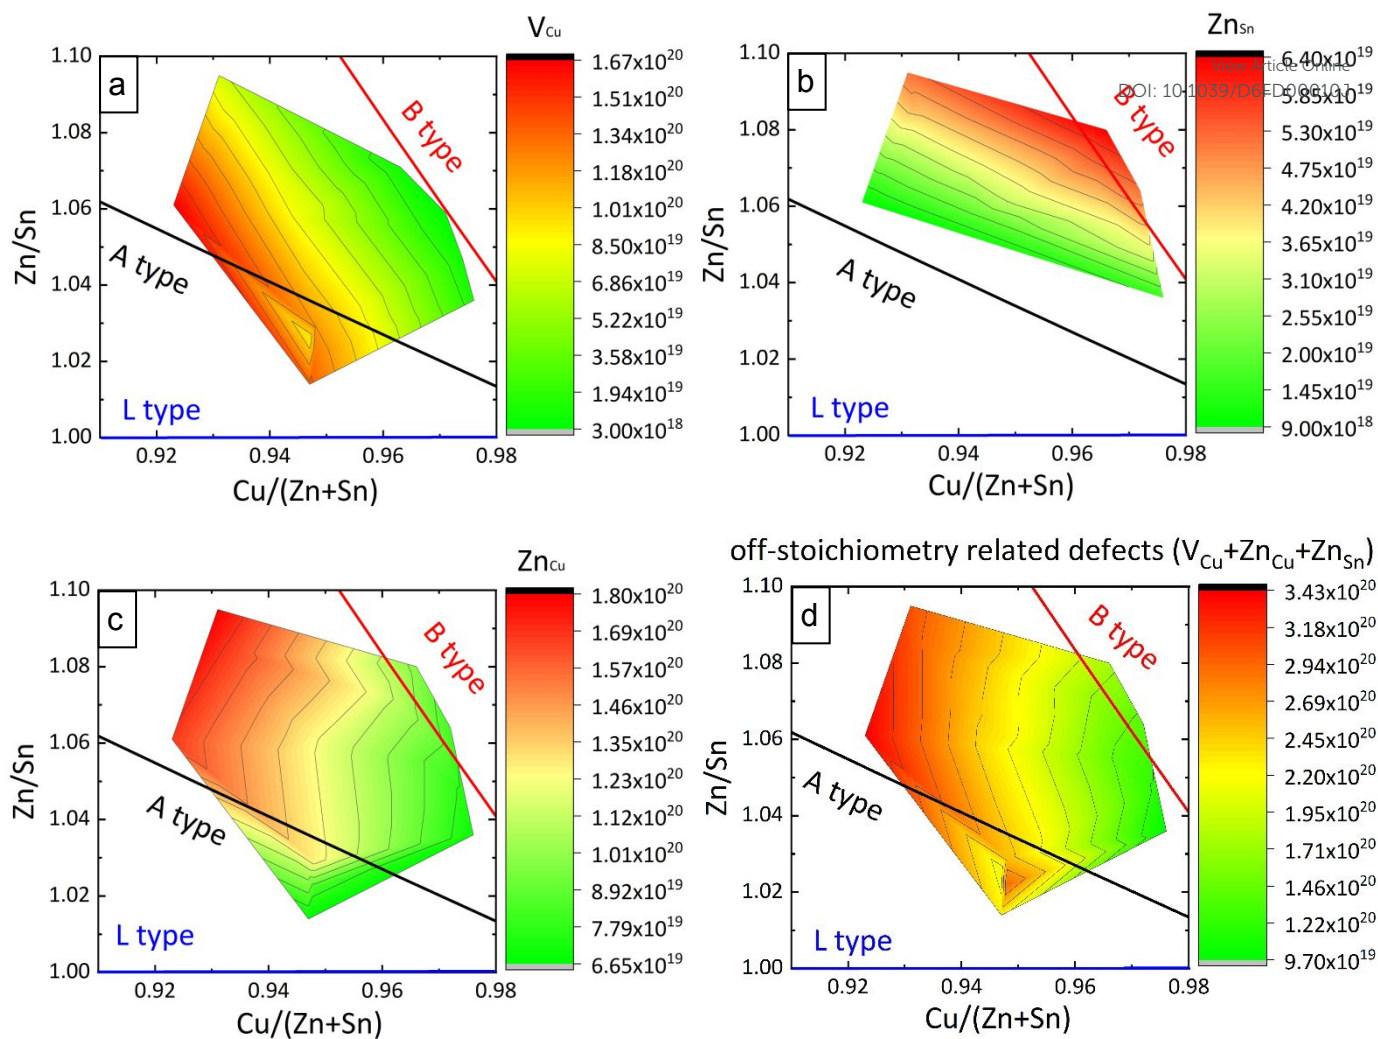 V_Cu
a
1.10
1.08
1.06
1.04
1.02
1.00
Zn/Sn
0.92
0.94
0.96
0.98
Cu/(Zn+Sn)
A type
B type
L type
1.67x10^20
1.51x10^20
1.34x10^20
1.18x10^20
1.01x10^20
8.50x10^19
6.86x10^19
5.22x10^19
3.58x10^19
1.94x10^19
3.00x10^18
Zn_Sn
View Article Online
DOI: 10.1039/D6FD00010J
b
1.10
1.08
1.06
1.04
1.02
1.00
Zn/Sn
0.92
0.94
0.96
0.98
Cu/(Zn+Sn)
A type
B type
L type
6.40x10^19
5.85x10^19
5.30x10^19
4.75x10^19
4.20x10^19
3.65x10^19
3.10x10^19
2.55x10^19
2.00x10^19
1.45x10^19
9.00x10^18
Zn_Cu
c
1.10
1.08
1.06
1.04
1.02
1.00
Zn/Sn
0.92
0.94
0.96
0.98
Cu/(Zn+Sn)
A type
B type
L type
1.80x10^20
1.69x10^20
1.57x10^20
1.46x10^20
1.35x10^20
1.23x10^20
1.12x10^20
1.01x10^20
8.92x10^19
7.79x10^19
6.65x10^19
off-stoichiometry related defects (V_Cu+Zn_Cu+Zn_Sn)
d
1.10
1.08
1.06
1.04
1.02
1.00
Zn/Sn
0.92
0.94
0.96
0.98
Cu/(Zn+Sn)
A type
B type
L type
3.43x10^20
3.18x10^20
2.94x10^20
2.69x10^20
2.45x10^20
2.20x10^20
1.95x10^20
1.71x10^20
1.46x10^20
1.22x10^20
9.70x10^19